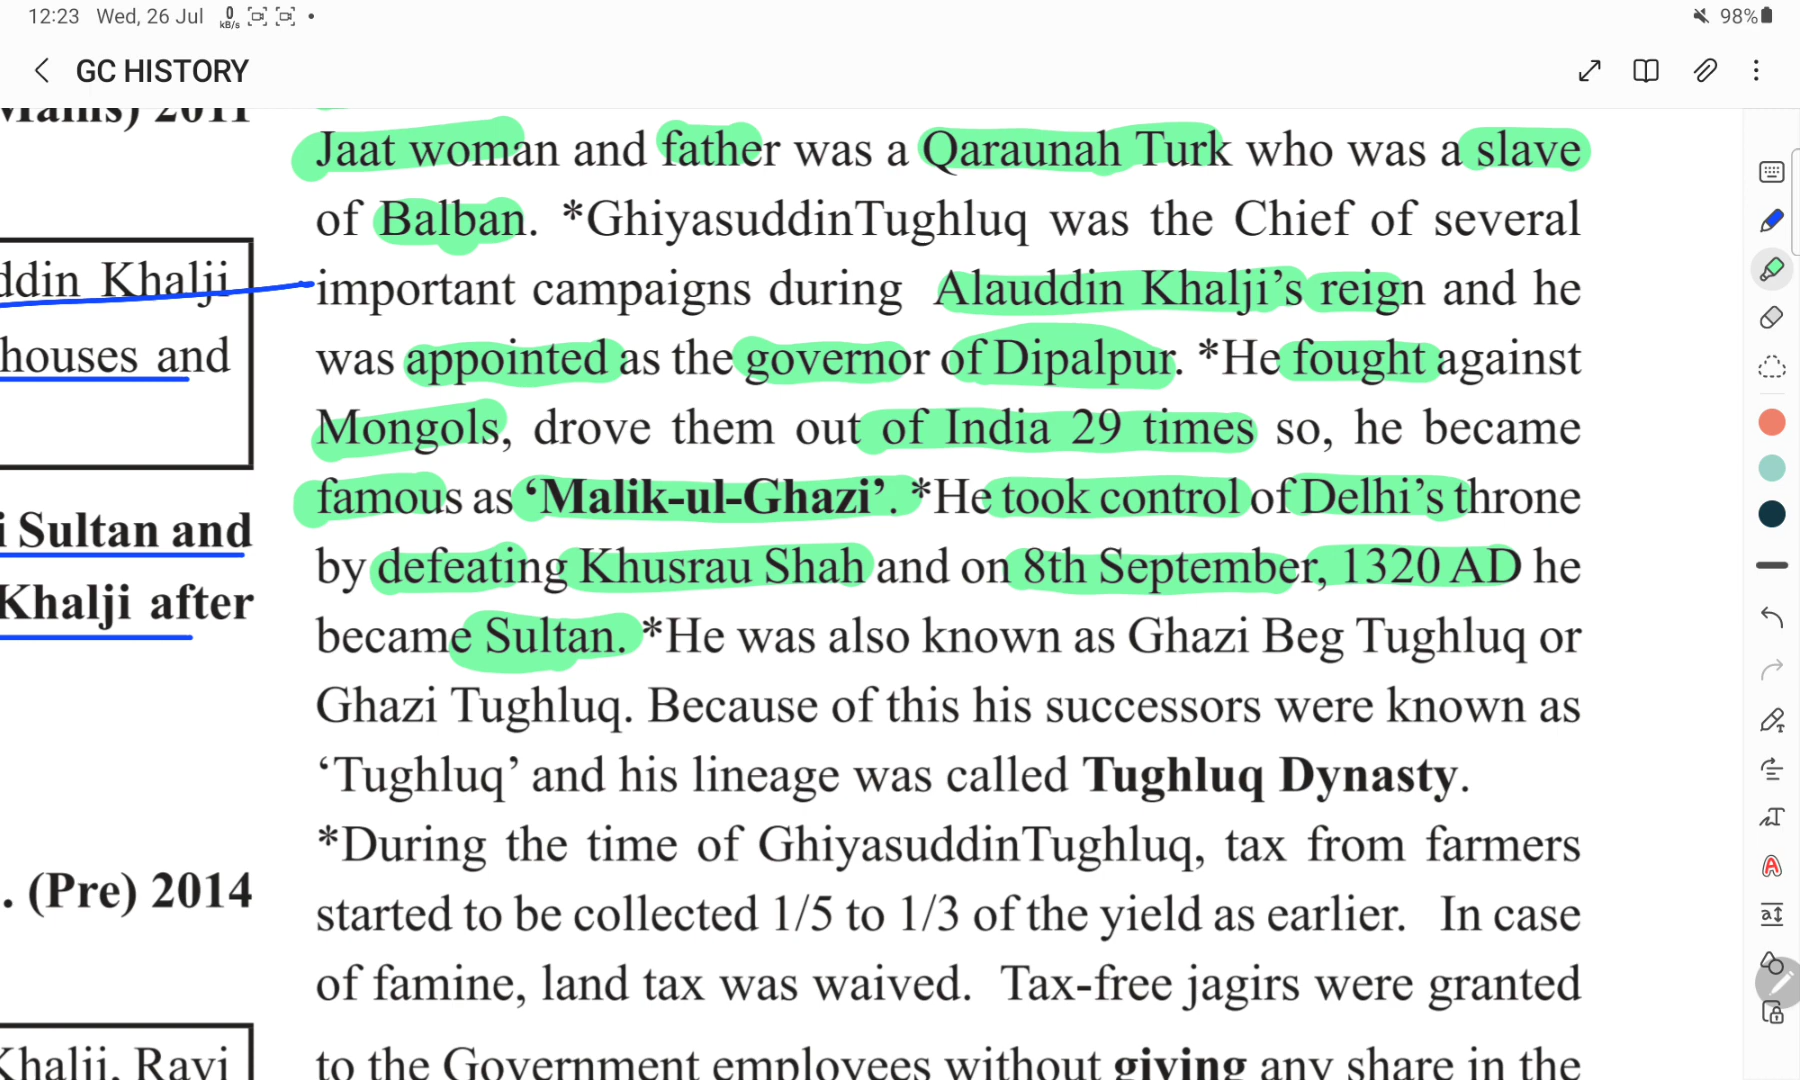 12:23 Wed, 26 Jul 0 kB/s 98%
GC HISTORY
Mains) 2011
ddin Khalji
houses and
i Sultan and
Khalji after
. (Pre) 2014
Khalji, Ravi
Jaat woman and father was a Qaraunah Turk who was a slave
of Balban. *GhiyasuddinTughluq was the Chief of several
important campaigns during Alauddin Khalji’s reign and he
was appointed as the governor of Dipalpur. *He fought against
Mongols, drove them out of India 29 times so, he became
famous as ‘Malik-ul-Ghazi’. *He took control of Delhi’s throne
by defeating Khusrau Shah and on 8th September, 1320 AD he
became Sultan. *He was also known as Ghazi Beg Tughluq or
Ghazi Tughluq. Because of this his successors were known as
‘Tughluq’ and his lineage was called Tughluq Dynasty.
*During the time of GhiyasuddinTughluq, tax from farmers
started to be collected 1/5 to 1/3 of the yield as earlier. In case
of famine, land tax was waived. Tax-free jagirs were granted
to the Government employees without giving any share in the